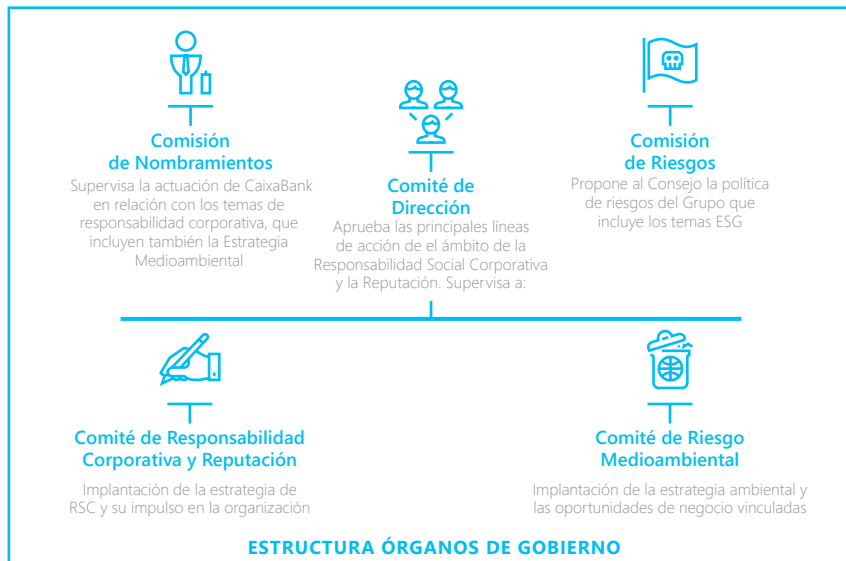 Comisión
de Nombramientos
Supervisa la actuación de CaixaBank
en relación con los temas de
responsabilidad corporativa, que
incluyen también la Estrategia
Medioambiental
Comité de
Dirección
Aprueba las principales líneas
de acción de el ámbito de la
Responsabilidad Social Corporativa
y la Reputación. Supervisa a:
Comisión
de Riesgos
Propone al Consejo la política
de riesgos del Grupo que
incluye los temas ESG
Comité de Responsabilidad
Corporativa y Reputación
Implantación de la estrategia de
RSC y su impulso en la organización
Comité de Riesgo
Medioambiental
Implantación de la estrategia ambiental y
las oportunidades de negocio vinculadas
ESTRUCTURA ÓRGANOS DE GOBIERNO